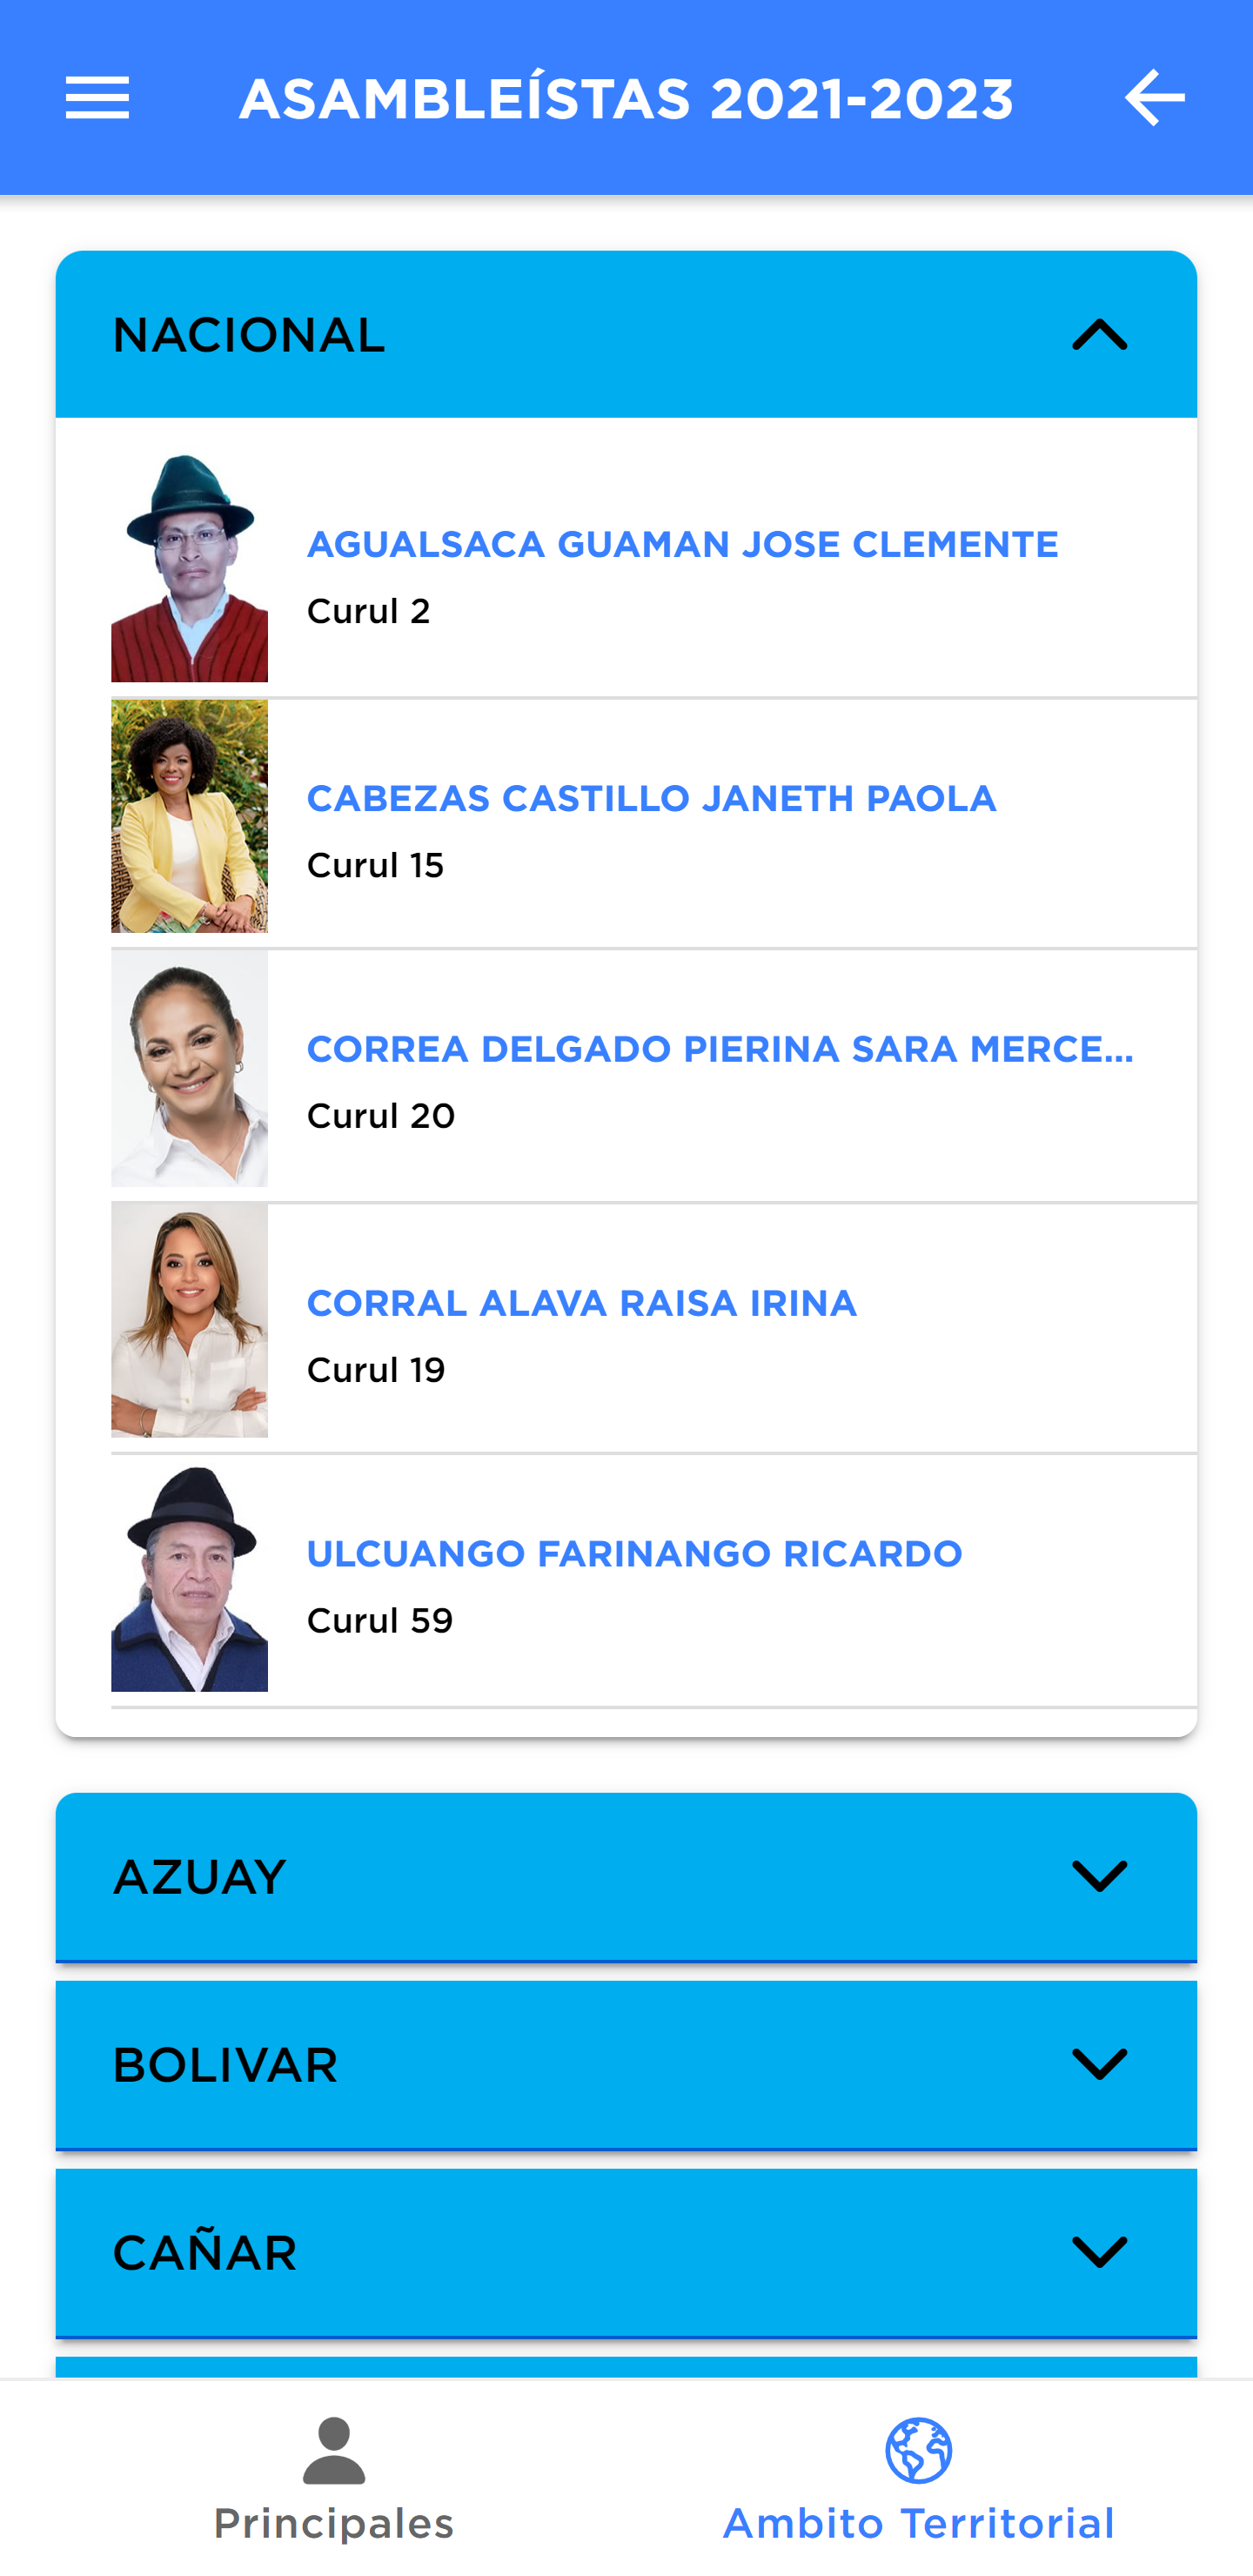 ASAMBLEÍSTAS 2021-2023
NACIONAL
AGUALSACA GUAMAN JOSE CLEMENTE
Curul 2
CABEZAS CASTILLO JANETH PAOLA
Curul 15
CORREA DELGADO PIERINA SARA MERCE...
Curul 20
CORRAL ALAVA RAISA IRINA
Curul 19
ULCUANGO FARINANGO RICARDO
Curul 59
AZUAY
BOLIVAR
CAÑAR
Principales
Ambito Territorial